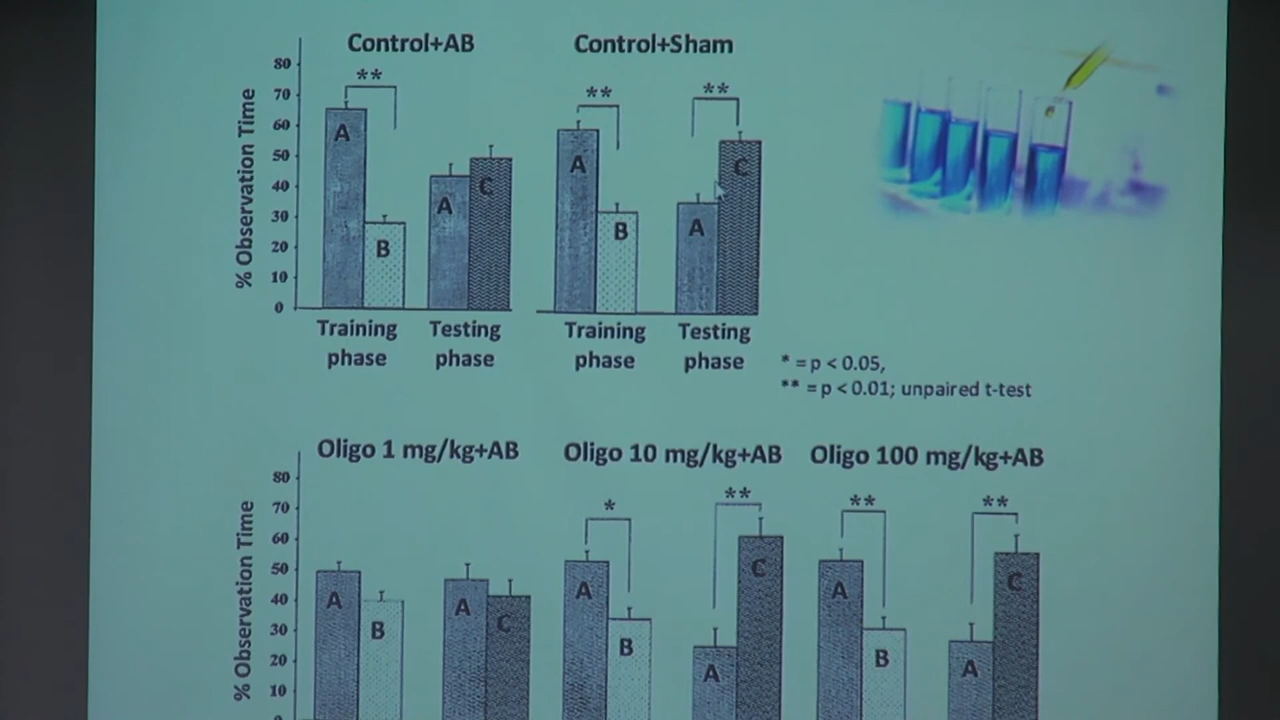 Control+AB
Control+Sham
% Observation Time
80
70
60
50
40
30
20
10
0
**
A
B
A
C
**
A
B
**
A
C
Training phase
Testing phase
Training phase
Testing phase
* = p < 0.05,
** = p < 0.01; unpaired t-test
Oligo 1 mg/kg+AB
Oligo 10 mg/kg+AB
Oligo 100 mg/kg+AB
% Observation Time
80
70
60
50
40
30
20
10
A
B
A
C
*
A
B
**
A
C
**
A
B
**
A
C